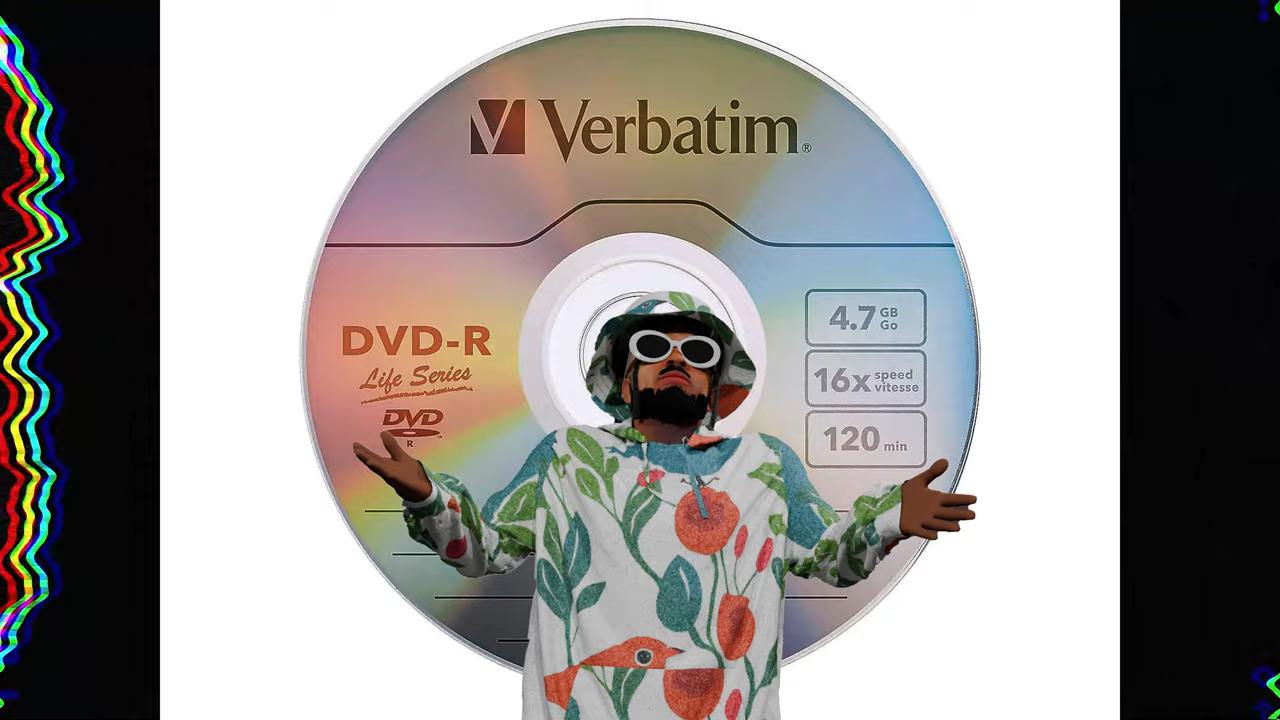 Verbatim®
DVD-R
Life Series
DVD
R
4.7 GB Go
16x speed vitesse
120 min